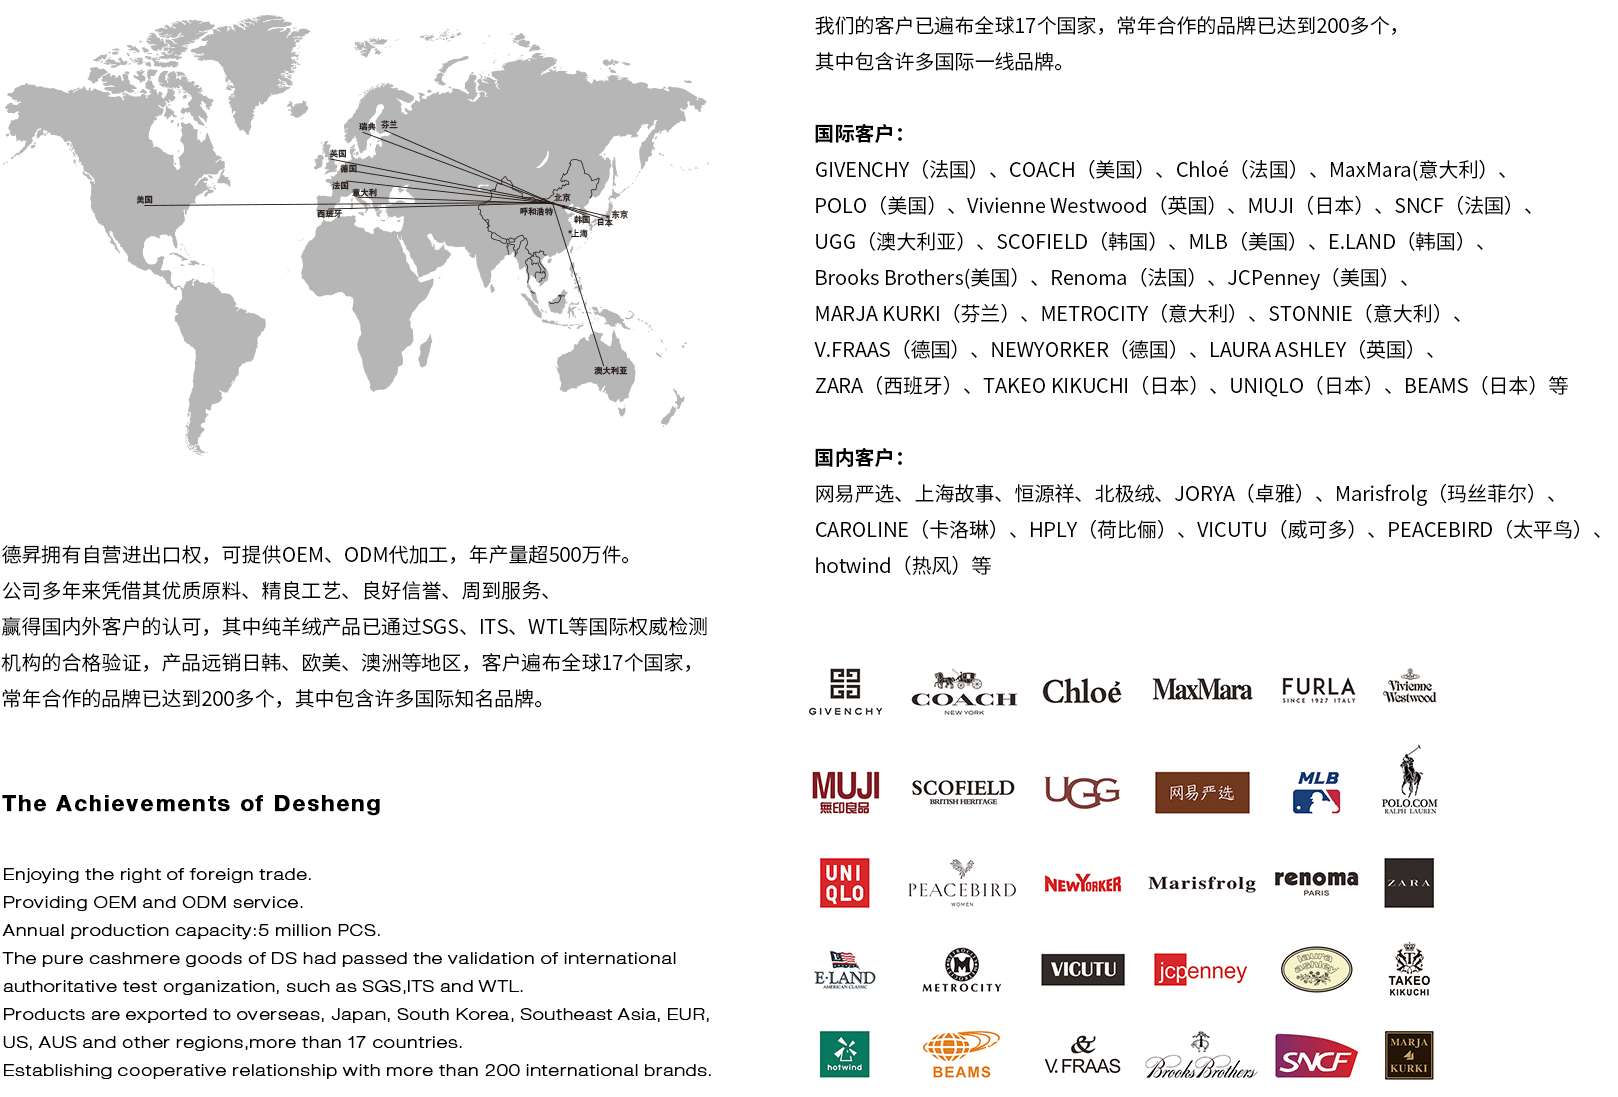 瑞典 芬兰
英国
德国
法国
意大利
美国
西班牙
北京
呼和浩特
东京
韩国
日本
上海
澳大利亚
德昇拥有自营进出口权，可提供OEM、ODM代加工，年产量超500万件。
公司多年来凭借其优质原料、精良工艺、良好信誉、周到服务、
赢得国内外客户的认可，其中纯羊绒产品已通过SGS、ITS、WTL等国际权威检测
机构的合格验证，产品远销日韩、欧美、澳洲等地区，客户遍布全球17个国家，
常年合作的品牌已达到200多个，其中包含许多国际知名品牌。
The Achievements of Desheng
Enjoying the right of foreign trade.
Providing OEM and ODM service.
Annual production capacity:5 million PCS.
The pure cashmere goods of DS had passed the validation of international
authoritative test organization, such as SGS,ITS and WTL.
Products are exported to overseas, Japan, South Korea, Southeast Asia, EUR,
US, AUS and other regions,more than 17 countries.
Establishing cooperative relationship with more than 200 international brands.
我们的客户已遍布全球17个国家，常年合作的品牌已达到200多个，
其中包含许多国际一线品牌。
国际客户：
GIVENCHY（法国）、COACH（美国）、Chloé（法国）、MaxMara(意大利）、
POLO（美国）、Vivienne Westwood（英国）、MUJI（日本）、SNCF（法国）、
UGG（澳大利亚）、SCOFIELD（韩国）、MLB（美国）、E.LAND（韩国）、
Brooks Brothers(美国）、Renoma（法国）、JCPenney（美国）、
MARJA KURKI（芬兰）、METROCITY（意大利）、STONNIE（意大利）、
V.FRAAS（德国）、NEWYORKER（德国）、LAURA ASHLEY（英国）、
ZARA（西班牙）、TAKEO KIKUCHI（日本）、UNIQLO（日本）、BEAMS（日本）等
国内客户：
网易严选、上海故事、恒源祥、北极绒、JORYA（卓雅）、Marisfrolg（玛丝菲尔）、
CAROLINE（卡洛琳）、HPLY（荷比俪）、VICUTU（威可多）、PEACEBIRD（太平鸟）、
hotwind（热风）等
GIVENCHY
COACH
NEW YORK
Chloé
MaxMara
FURLA
SINCE 1927 ITALY
Vivienne
Westwood
MUJI
無印良品
SCOFIELD
BRITISH HERITAGE
UGG
网易严选
MLB
POLO.COM
RALPH LAUREN
UNI
QLO
PEACEBIRD
WOMEN
NEWYORKER
Marisfrolg
renoma
PARIS
ZARA
E·LAND
AMERICAN CLASSIC
METROCITY
VICUTU
jcpenney
laura
ashley
TAKEO
KIKUCHI
hotwind
BEAMS
&
V.FRAAS
Brooks Brothers
SNCF
MARJA
KURKI